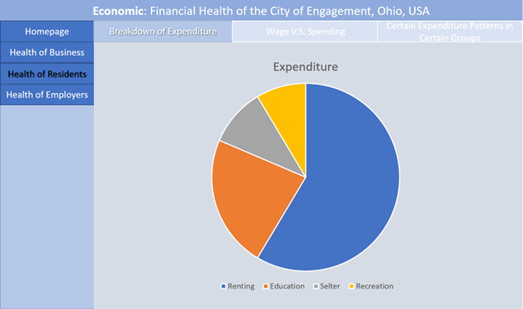 Economic: Financial Health of the City of Engagement, Ohio, USA
Homepage
Breakdown of Expenditure
Wage V.S. Spending
Certain Expenditure Patterns in
Certain Groups
Health of Business
Health of Residents
Health of Employers
Expenditure
Renting Education Selter Recreation